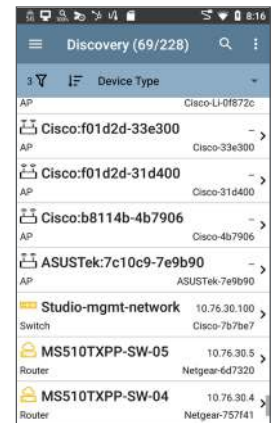 8:16
Discovery (69/228)
3 Device Type
AP Cisco-Li-0f872c
Cisco:f01d2d-33e300 –
AP Cisco-33e300
Cisco:f01d2d-31d400 –
AP Cisco-31d400
Cisco:b8114b-4b7906 –
AP Cisco-4b7906
ASUSTek:7c10c9-7e9b90 –
AP ASUSTek-7e9b90
Studio-mgmt-network 10.76.30.100
Switch Cisco-7b7be7
MS510TXPP-SW-05 10.76.30.5
Router Netgear-6d7320
MS510TXPP-SW-04 10.76.30.4
Router Netgear-757f41